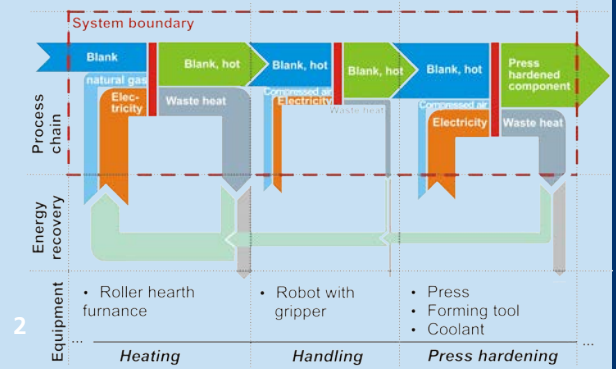 System boundary
Blank
natural gas
Elec-
tricity
Blank, hot
Waste heat
Blank, hot
Compressed air
Electricity
Blank, hot
Waste heat
Blank, hot
Compressed air
Electricity
Press
hardened
component
Waste heat
Process
chain
Energy
recovery
Equipment
• Roller hearth
furnance
• Robot with
gripper
• Press
• Forming tool
• Coolant
2
...
Heating
Handling
Press hardening
...